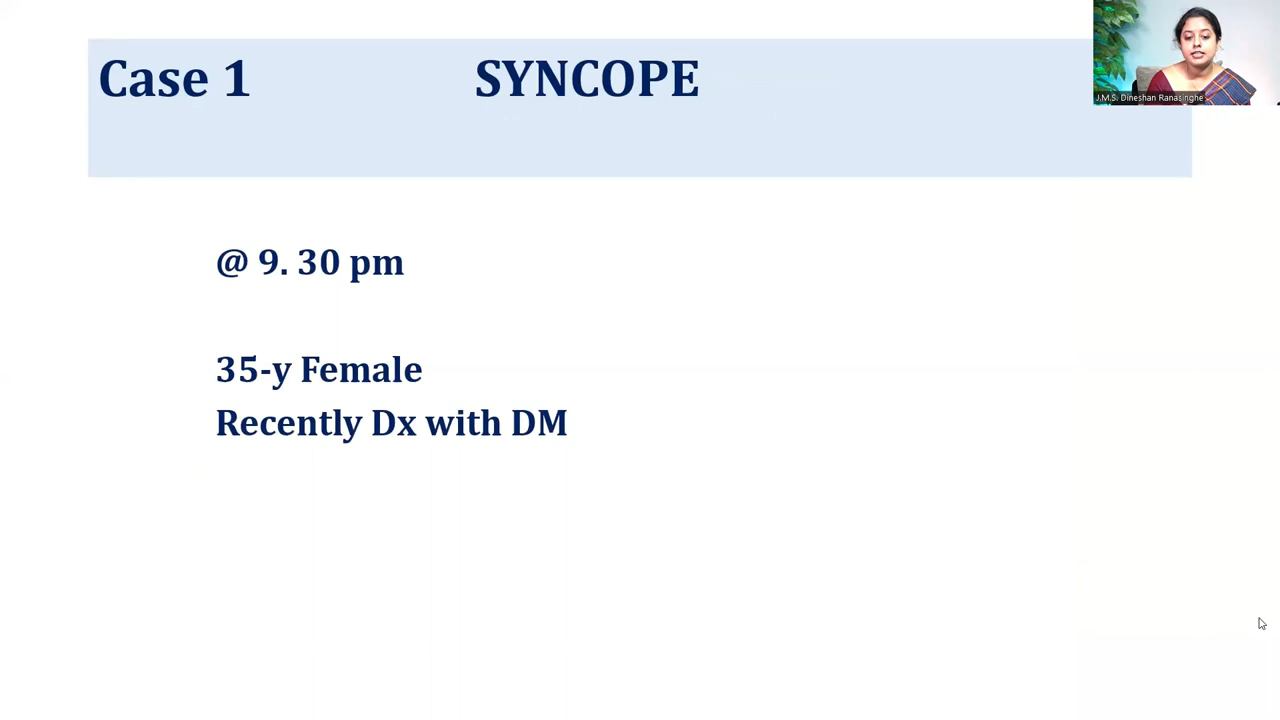 Case 1 SYNCOPE
J.M.S. Dineshan Ranasinghe
@ 9. 30 pm
35-y Female
Recently Dx with DM